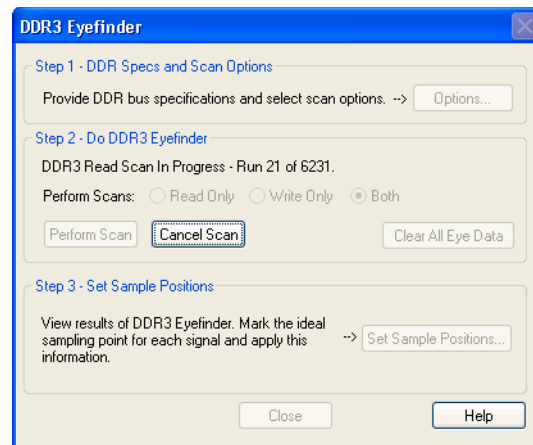 DDR3 Eyefinder
Step 1 - DDR Specs and Scan Options
Provide DDR bus specifications and select scan options. --> Options...
Step 2 - Do DDR3 Eyefinder
DDR3 Read Scan In Progress - Run 21 of 6231.
Perform Scans: Read Only Write Only Both
Perform Scan Cancel Scan Clear All Eye Data
Step 3 - Set Sample Positions
View results of DDR3 Eyefinder. Mark the ideal
sampling point for each signal and apply this --> Set Sample Positions...
information.
Close Help